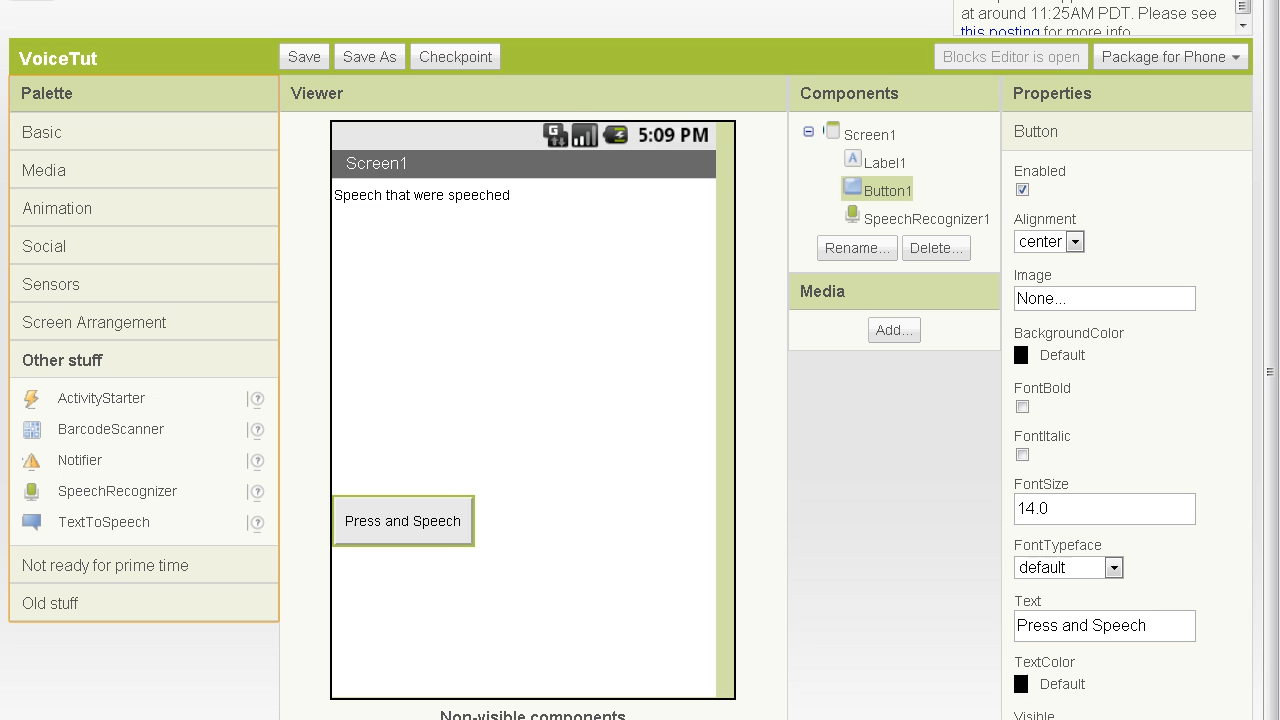 at around 11:25AM PDT. Please see
this posting for more info.
VoiceTut
Save
Save As
Checkpoint
Blocks Editor is open
Package for Phone
Palette
Basic
Media
Animation
Social
Sensors
Screen Arrangement
Other stuff
ActivityStarter
?
BarcodeScanner
?
Notifier
?
SpeechRecognizer
?
TextToSpeech
?
Not ready for prime time
Old stuff
Viewer
G
5:09 PM
Screen1
Speech that were speeched
Press and Speech
Non-visible components
Components
Screen1
A
Label1
Button1
SpeechRecognizer1
Rename...
Delete...
Media
Add...
Properties
Button
Enabled
Alignment
center
Image
None...
BackgroundColor
Default
FontBold
FontItalic
FontSize
14.0
FontTypeface
default
Text
Press and Speech
TextColor
Default
Visible